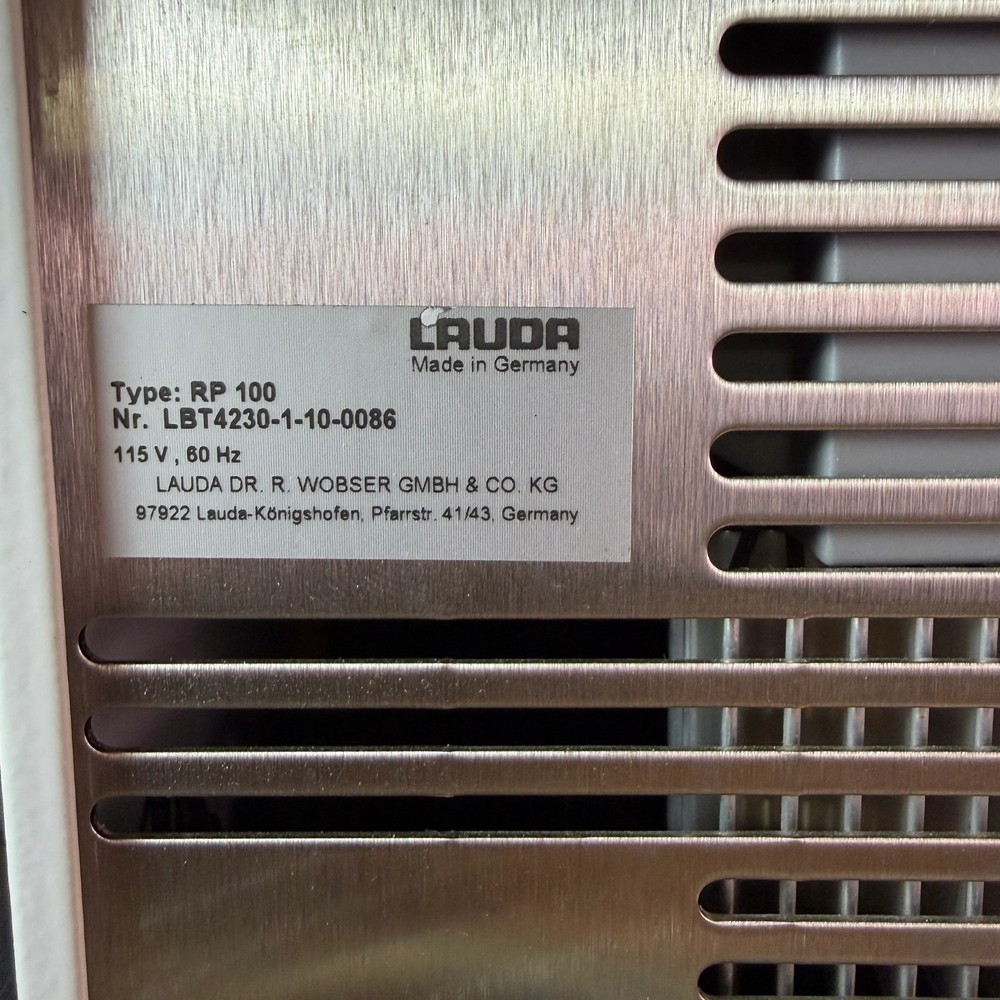 LAUDA
Made in Germany
Type: RP 100
Nr. LBT4230-1-10-0086
115 V , 60 Hz
LAUDA DR. R. WOBSER GMBH & CO. KG
97922 Lauda-Königshofen, Pfarrstr. 41/43, Germany